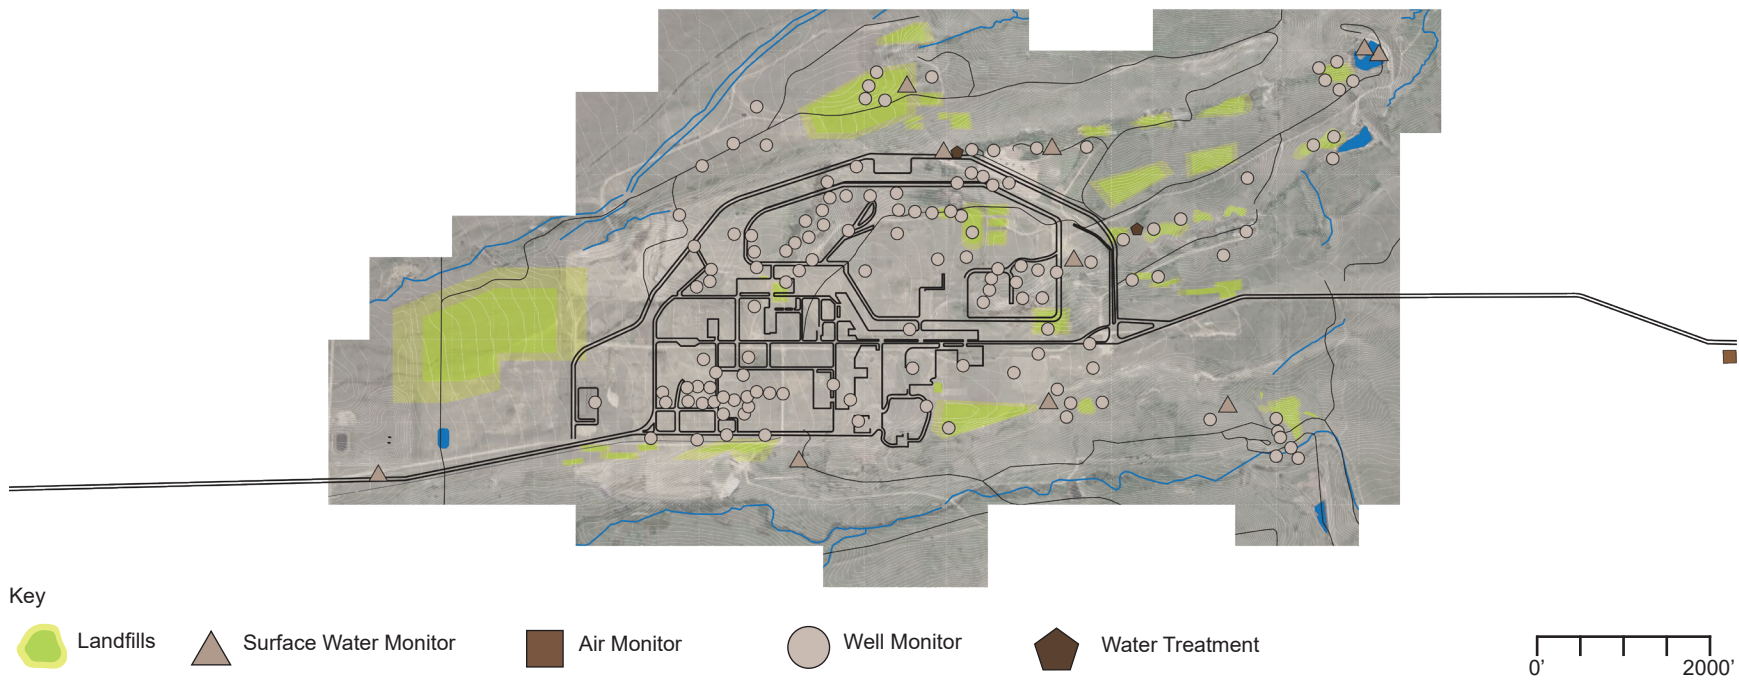 Key
Landfills
Surface Water Monitor
Air Monitor
Well Monitor
Water Treatment
0' 2000'